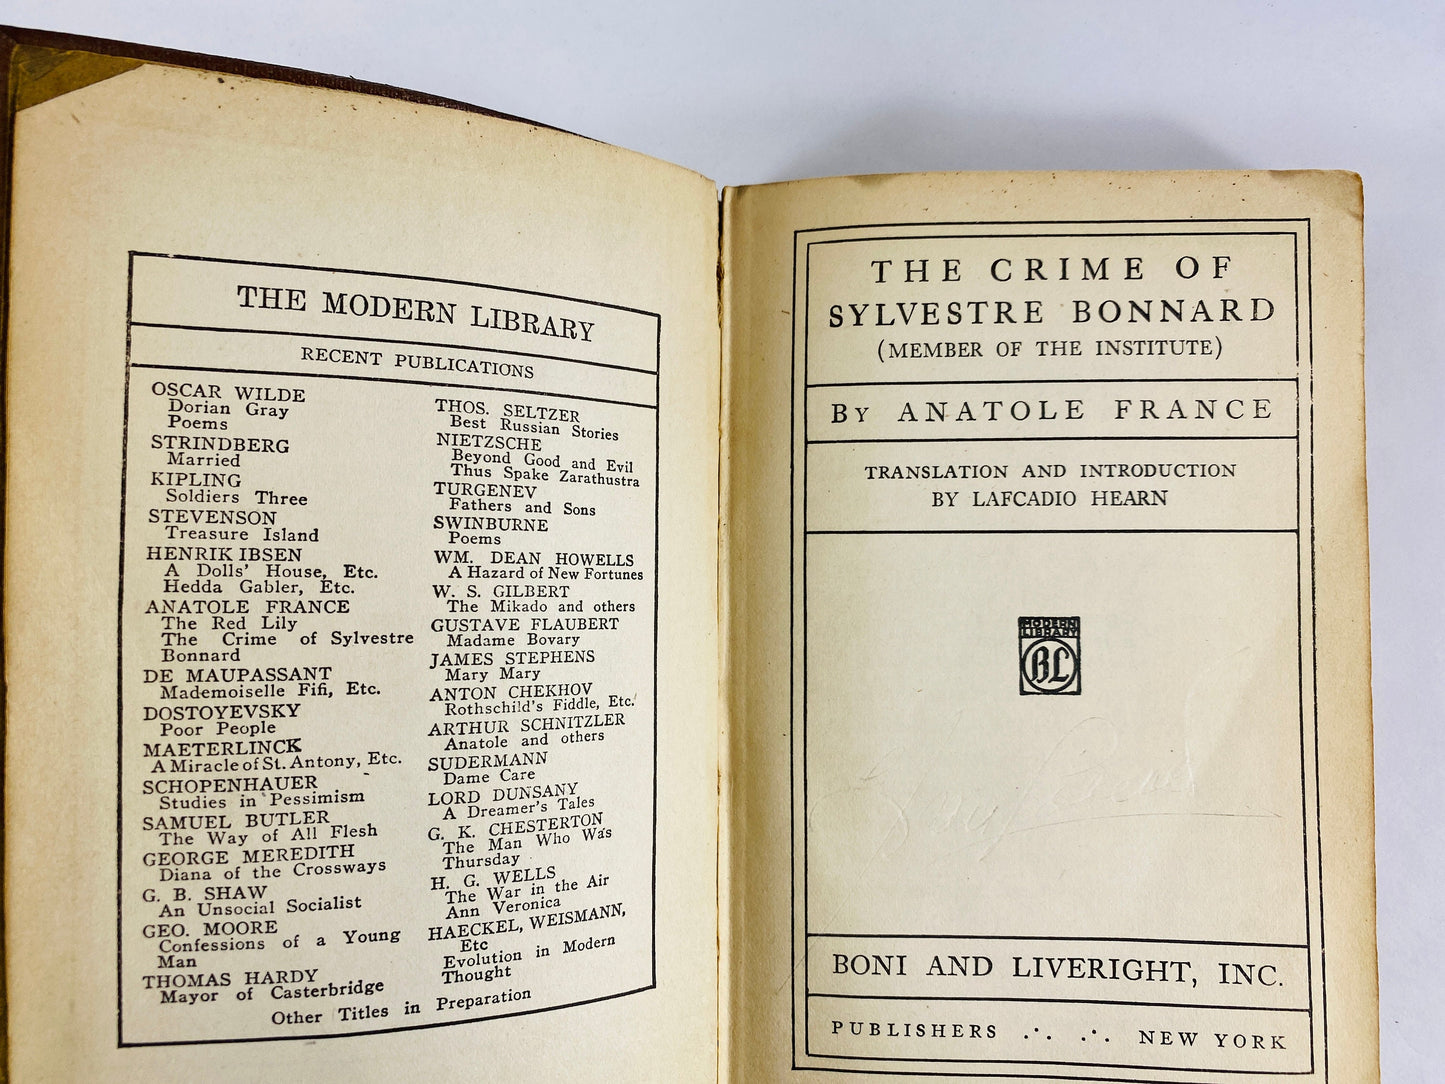 THE MODERN LIBRARY
RECENT PUBLICATIONS
OSCAR WILDE
Dorian Gray
Poems
STRINDBERG
Married
KIPLING
Soldiers Three
STEVENSON
Treasure Island
HENRIK IBSEN
A Dolls' House, Etc.
Hedda Gabler, Etc.
ANATOLE FRANCE
The Red Lily
The Crime of Sylvestre
Bonnard
DE MAUPASSANT
Mademoiselle Fifi, Etc.
DOSTOYEVSKY
Poor People
MAETERLINCK
A Miracle of St. Antony, Etc.
SCHOPENHAUER
Studies in Pessimism
SAMUEL BUTLER
The Way of All Flesh
GEORGE MEREDITH
Diana of the Crossways
G. B. SHAW
An Unsocial Socialist
GEO. MOORE
Confessions of a Young
Man
THOMAS HARDY
Mayor of Casterbridge
THOS. SELTZER
Best Russian Stories
NIETZSCHE
Beyond Good and Evil
Thus Spake Zarathustra
TURGENEV
Fathers and Sons
SWINBURNE
Poems
WM. DEAN HOWELLS
A Hazard of New Fortunes
W. S. GILBERT
The Mikado and others
GUSTAVE FLAUBERT
Madame Bovary
JAMES STEPHENS
Mary Mary
ANTON CHEKHOV
Rothschild's Fiddle, Etc.
ARTHUR SCHNITZLER
Anatole and others
SUDERMANN
Dame Care
LORD DUNSANY
A Dreamer's Tales
G. K. CHESTERTON
The Man Who Was
Thursday
H. G. WELLS
The War in the Air
Ann Veronica
HAECKEL, WEISMANN,
Etc
Evolution in Modern
Thought
Other Titles in Preparation
THE CRIME OF
SYLVESTRE BONNARD
(MEMBER OF THE INSTITUTE)
BY ANATOLE FRANCE
TRANSLATION AND INTRODUCTION
BY LAFCADIO HEARN
MODERN
LIBRARY
BL
BONI AND LIVERIGHT, INC.
PUBLISHERS .·. .·. NEW YORK